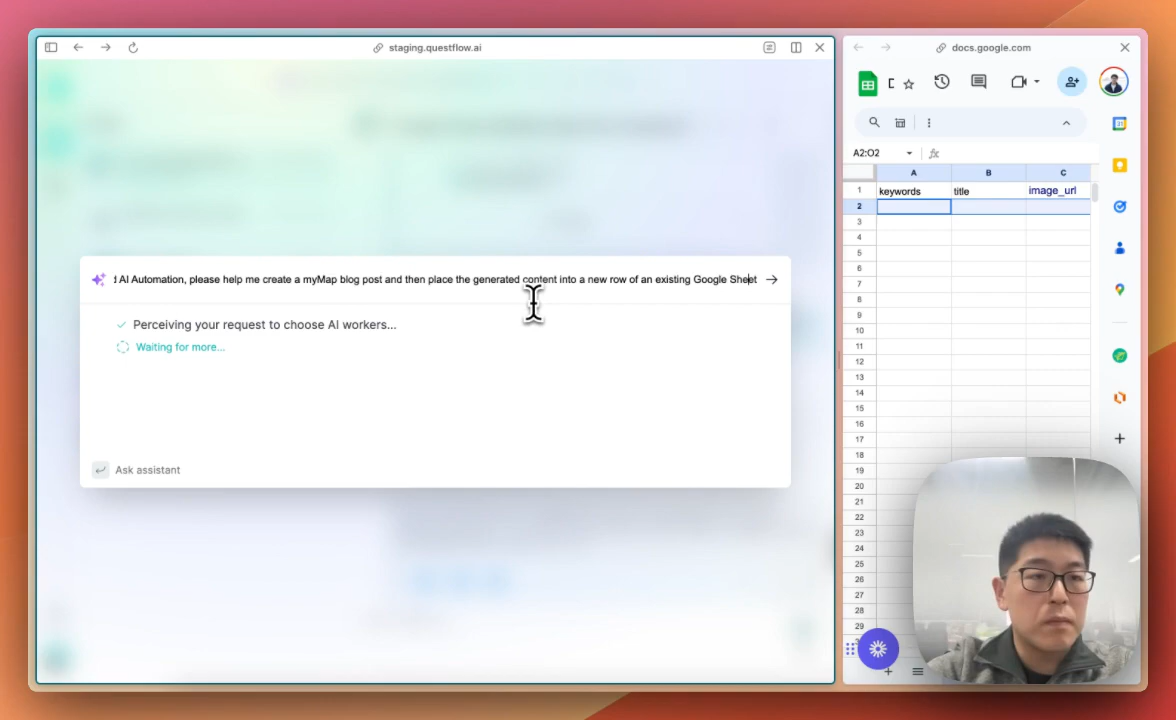 staging.questflow.ai
AI Automation, please help me create a myMap blog post and then place the generated content into a new row of an existing Google Sheet
Perceiving your request to choose AI workers...
Waiting for more...
Ask assistant
docs.google.com
A2:O2
fx
A B C
1 keywords title image_url
2
3
4
5
6
7
8
9
10
11
12
13
14
15
16
17
18
19
20
21
22
23
24
25
26
27
28
29